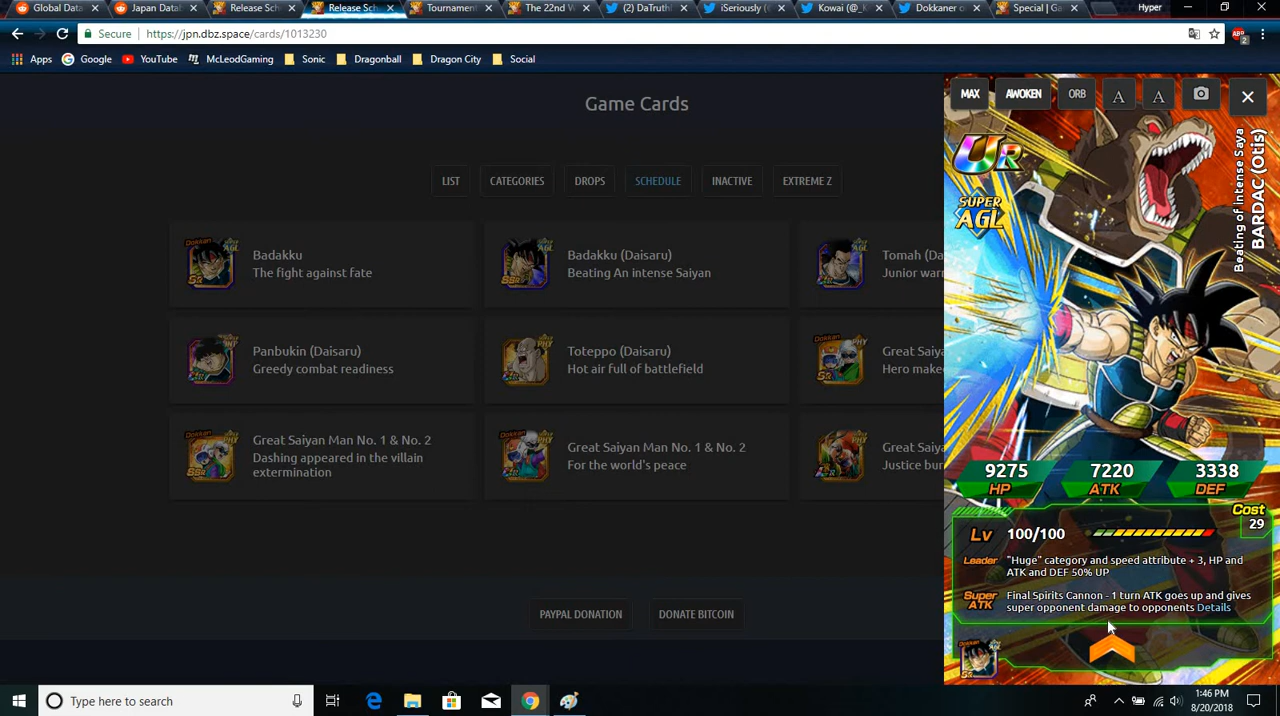 Global Data
Japan Datab
Release Sch
Release Sch
Tournament
The 22nd W
(2) DaTruthl
iSeriously (
Kowai (@_k
Dokkaner o
Special | Ga
Hyper
Secure
https://jpn.dbz.space/cards/1013230
Apps
Google
YouTube
McLeodGaming
Sonic
Dragonball
Dragon City
Social
Game Cards
LIST
CATEGORIES
DROPS
SCHEDULE
INACTIVE
EXTREME Z
Badakku
The fight against fate
Badakku (Daisaru)
Beating An intense Saiyan
Tomah (Da
Junior warr
Panbukin (Daisaru)
Greedy combat readiness
Toteppo (Daisaru)
Hot air full of battlefield
Great Saiya
Hero make
Great Saiyan Man No. 1 & No. 2
Dashing appeared in the villain
extermination
Great Saiyan Man No. 1 & No. 2
For the world's peace
Great Saiya
Justice bur
PAYPAL DONATION
DONATE BITCOIN
MAX
AWOKEN
ORB
A
A
UR
SUPER
AGL
Beating of Intense Saya
BARDAC (Otis)
9275
HP
7220
ATK
3338
DEF
Cost
29
Lv 100/100
Leader "Huge" category and speed attribute + 3, HP and
ATK and DEF 50% UP
Super
ATK
Final Spirits Cannon - 1 turn ATK goes up and gives
super opponent damage to opponents Details
Type here to search
1:46 PM
8/20/2018